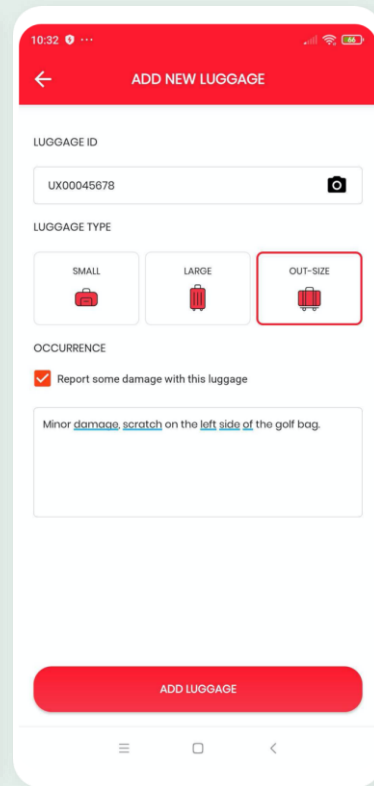 10:32 ...
66
ADD NEW LUGGAGE
LUGGAGE ID
UX00045678
LUGGAGE TYPE
SMALL LARGE OUT-SIZE
OCCURRENCE
Report some damage with this luggage
Minor damage, scratch on the left side of the golf bag.
ADD LUGGAGE